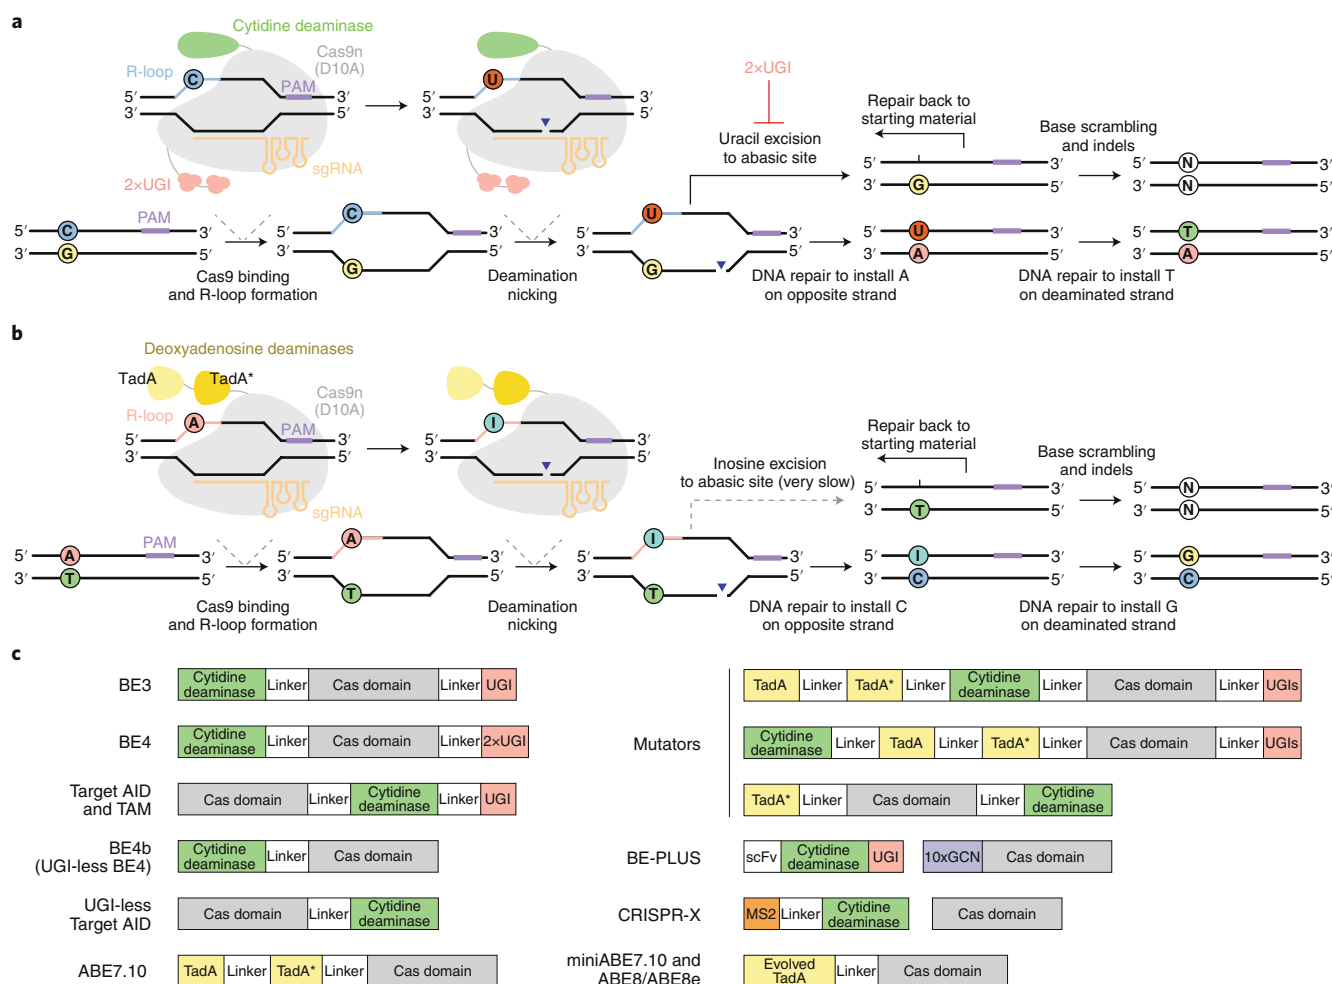 a
Cytidine deaminase
Cas9n
(D10A)
R-loop
C
PAM
5′
3′
3′
5′
sgRNA
2×UGI
U
5′
3′
3′
5′
2×UGI
Uracil excision
to abasic site
Repair back to
starting material
5′
3′
3′
G
5′
Base scrambling
and indels
5′
N
3′
3′
N
5′
5′
C
PAM
3′
3′
G
5′
Cas9 binding
and R-loop formation
C
5′
3′
3′
G
5′
Deamination
nicking
U
5′
3′
3′
G
5′
DNA repair to install A
on opposite strand
5′
U
3′
3′
A
5′
DNA repair to install T
on deaminated strand
5′
T
3′
3′
A
5′
b
Deoxyadenosine deaminases
TadA
TadA*
Cas9n
(D10A)
R-loop
A
PAM
5′
3′
3′
5′
sgRNA
I
5′
3′
3′
5′
Inosine excision
to abasic site (very slow)
Repair back to
starting material
5′
3′
3′
T
5′
Base scrambling
and indels
5′
N
3′
3′
N
5′
5′
A
PAM
3′
3′
T
5′
Cas9 binding
and R-loop formation
A
5′
3′
3′
T
5′
Deamination
nicking
I
5′
3′
3′
T
5′
DNA repair to install C
on opposite strand
5′
I
3′
3′
C
5′
DNA repair to install G
on deaminated strand
5′
G
3′
3′
C
5′
c
BE3
Cytidine
deaminase
Linker
Cas domain
Linker
UGI
BE4
Cytidine
deaminase
Linker
Cas domain
Linker
2×UGI
Target AID
and TAM
Cas domain
Linker
Cytidine
deaminase
Linker
UGI
BE4b
(UGI-less BE4)
Cytidine
deaminase
Linker
Cas domain
UGI-less
Target AID
Cas domain
Linker
Cytidine
deaminase
ABE7.10
TadA
Linker
TadA*
Linker
Cas domain
Mutators
TadA
Linker
TadA*
Linker
Cytidine
deaminase
Linker
Cas domain
Linker
UGIs
Cytidine
deaminase
Linker
TadA
Linker
TadA*
Linker
Cas domain
Linker
UGIs
TadA*
Linker
Cas domain
Linker
Cytidine
deaminase
BE-PLUS
scFv
Cytidine
deaminase
UGI
10xGCN
Cas domain
CRISPR-X
MS2
Linker
Cytidine
deaminase
Cas domain
miniABE7.10 and
ABE8/ABE8e
Evolved
TadA
Linker
Cas domain